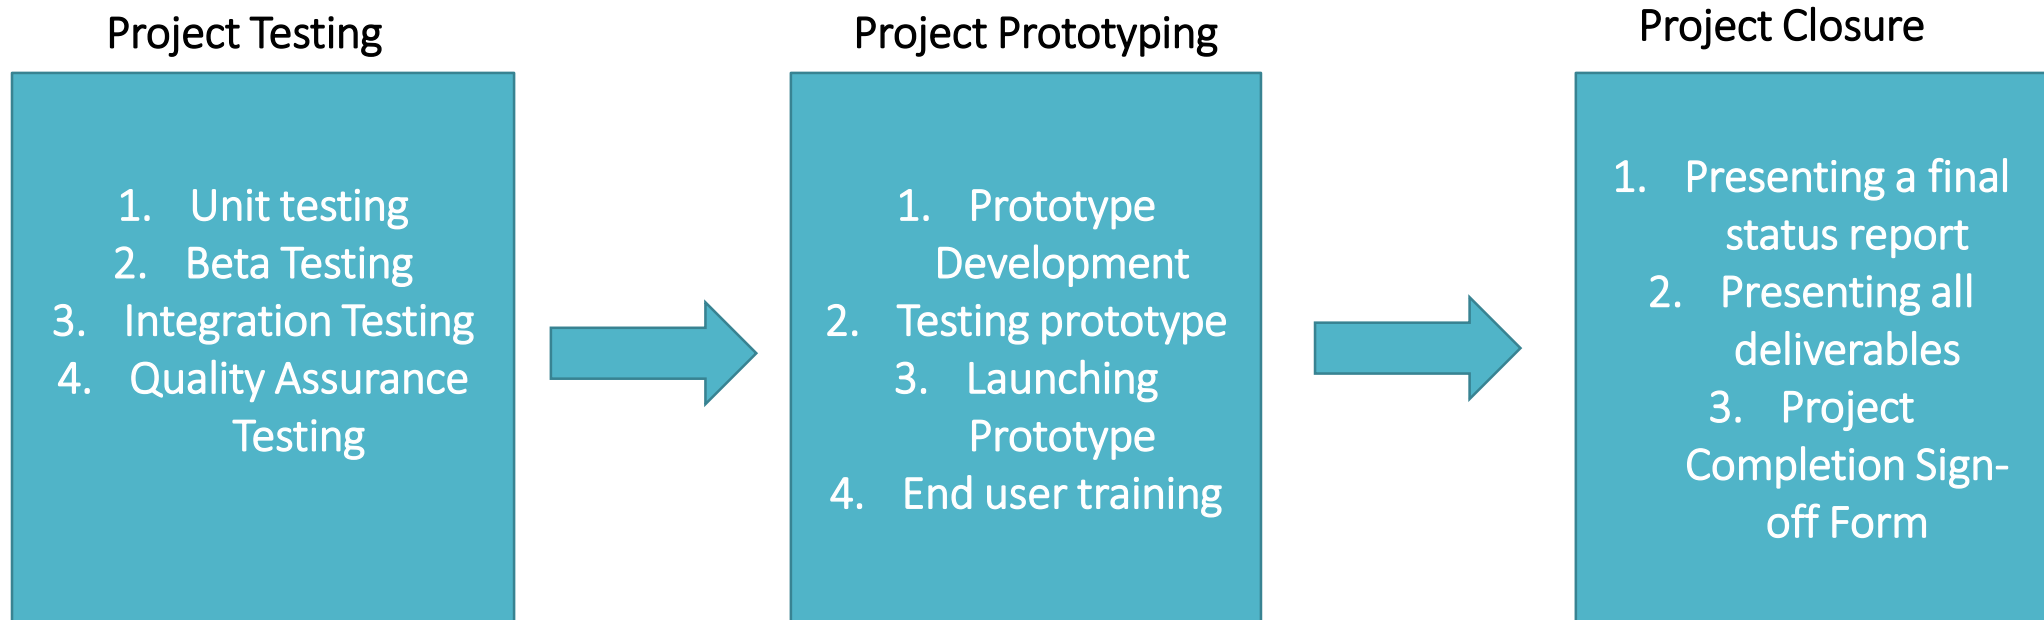 Project Testing
1. Unit testing
2. Beta Testing
3. Integration Testing
4. Quality Assurance
Testing
Project Prototyping
1. Prototype
Development
2. Testing prototype
3. Launching
Prototype
4. End user training
Project Closure
1. Presenting a final
status report
2. Presenting all
deliverables
3. Project
Completion Sign-
off Form